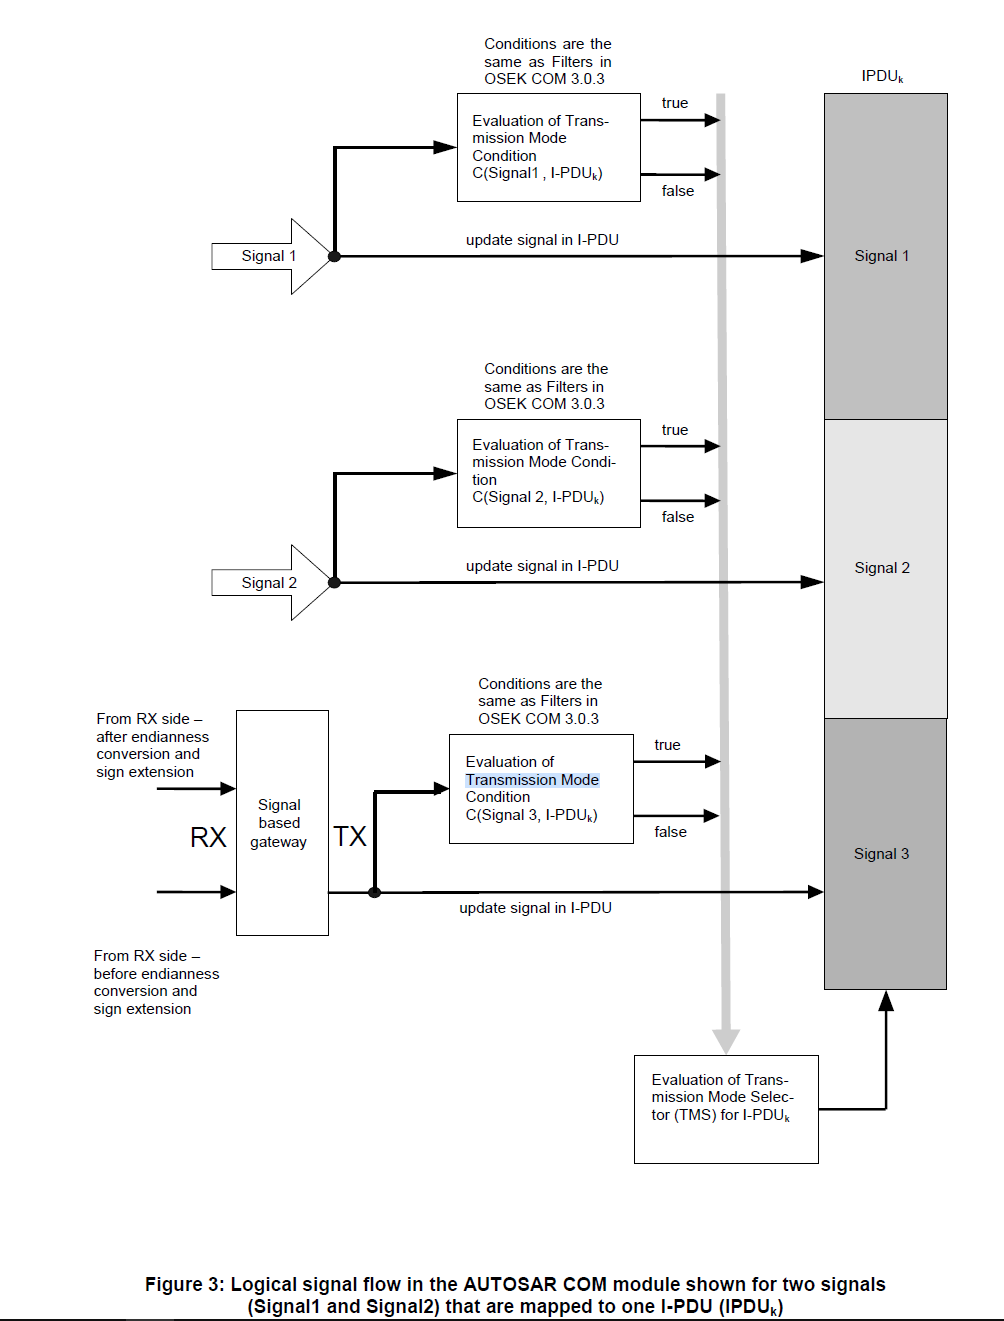 Conditions are the
same as Filters in
OSEK COM 3.0.3
IPDUk
Evaluation of Trans-
mission Mode
Condition
C(Signal1 , I-PDUk)
true
false
Signal 1
update signal in I-PDU
Signal 1
Conditions are the
same as Filters in
OSEK COM 3.0.3
Evaluation of Trans-
mission Mode Condi-
tion
C(Signal 2, I-PDUk)
true
false
Signal 2
update signal in I-PDU
Signal 2
Conditions are the
same as Filters in
OSEK COM 3.0.3
From RX side –
after endianness
conversion and
sign extension
RX
Signal
based
gateway
TX
Evaluation of
Transmission Mode
Condition
C(Signal 3, I-PDUk)
true
false
Signal 3
update signal in I-PDU
From RX side –
before endianness
conversion and
sign extension
Evaluation of Trans-
mission Mode Selec-
tor (TMS) for I-PDUk
Figure 3: Logical signal flow in the AUTOSAR COM module shown for two signals
(Signal1 and Signal2) that are mapped to one I-PDU (IPDUk)